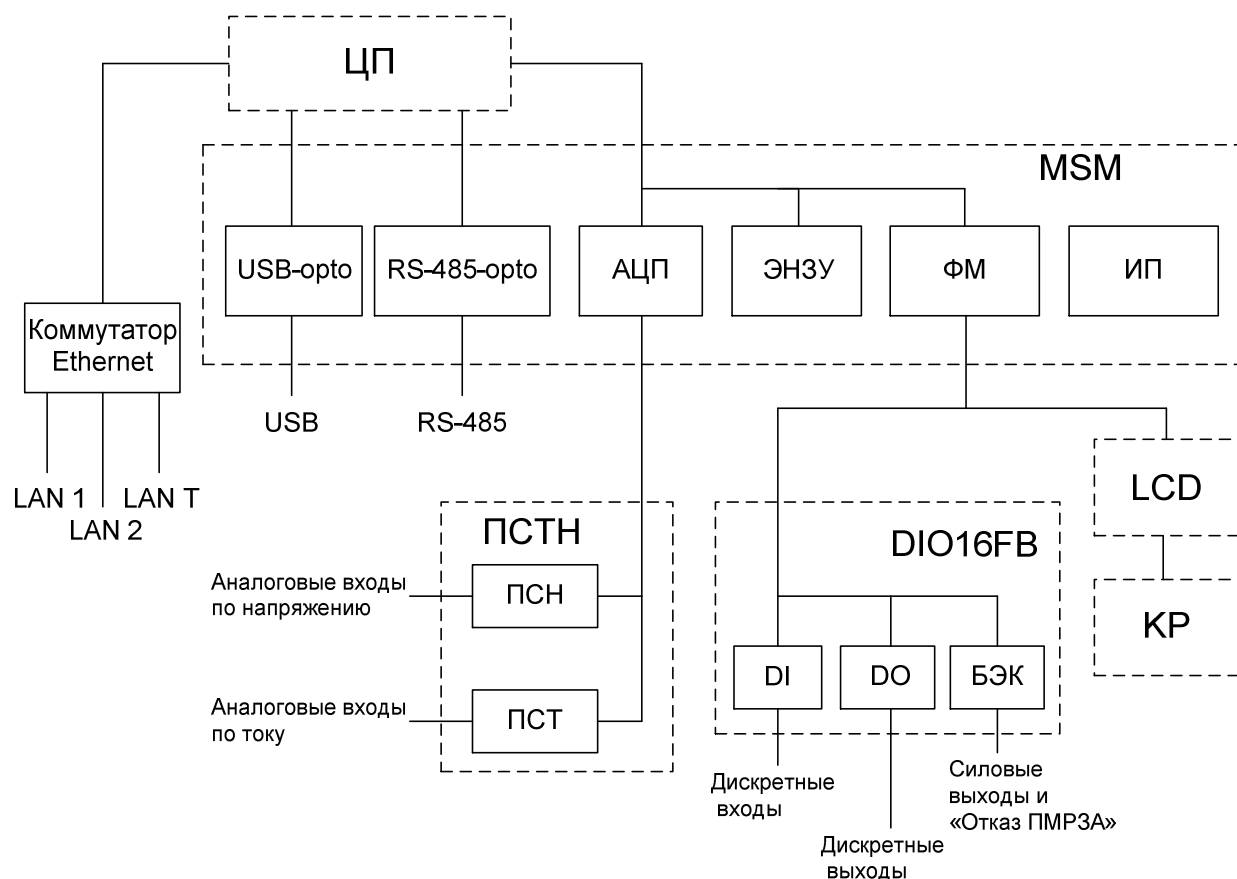 ЦП
MSM
USB-opto
RS-485-opto
АЦП
ЭНЗУ
ФМ
ИП
Коммутатор
Ethernet
USB
RS-485
LAN 1
LAN 2
LAN T
LCD
ПСТН
DIO16FB
Аналоговые входы
по напряжению
ПСН
KP
DI
DO
БЭК
Аналоговые входы
по току
ПСТ
Дискретные
входы
Силовые
выходы и
«Отказ ПМРЗА»
Дискретные
выходы